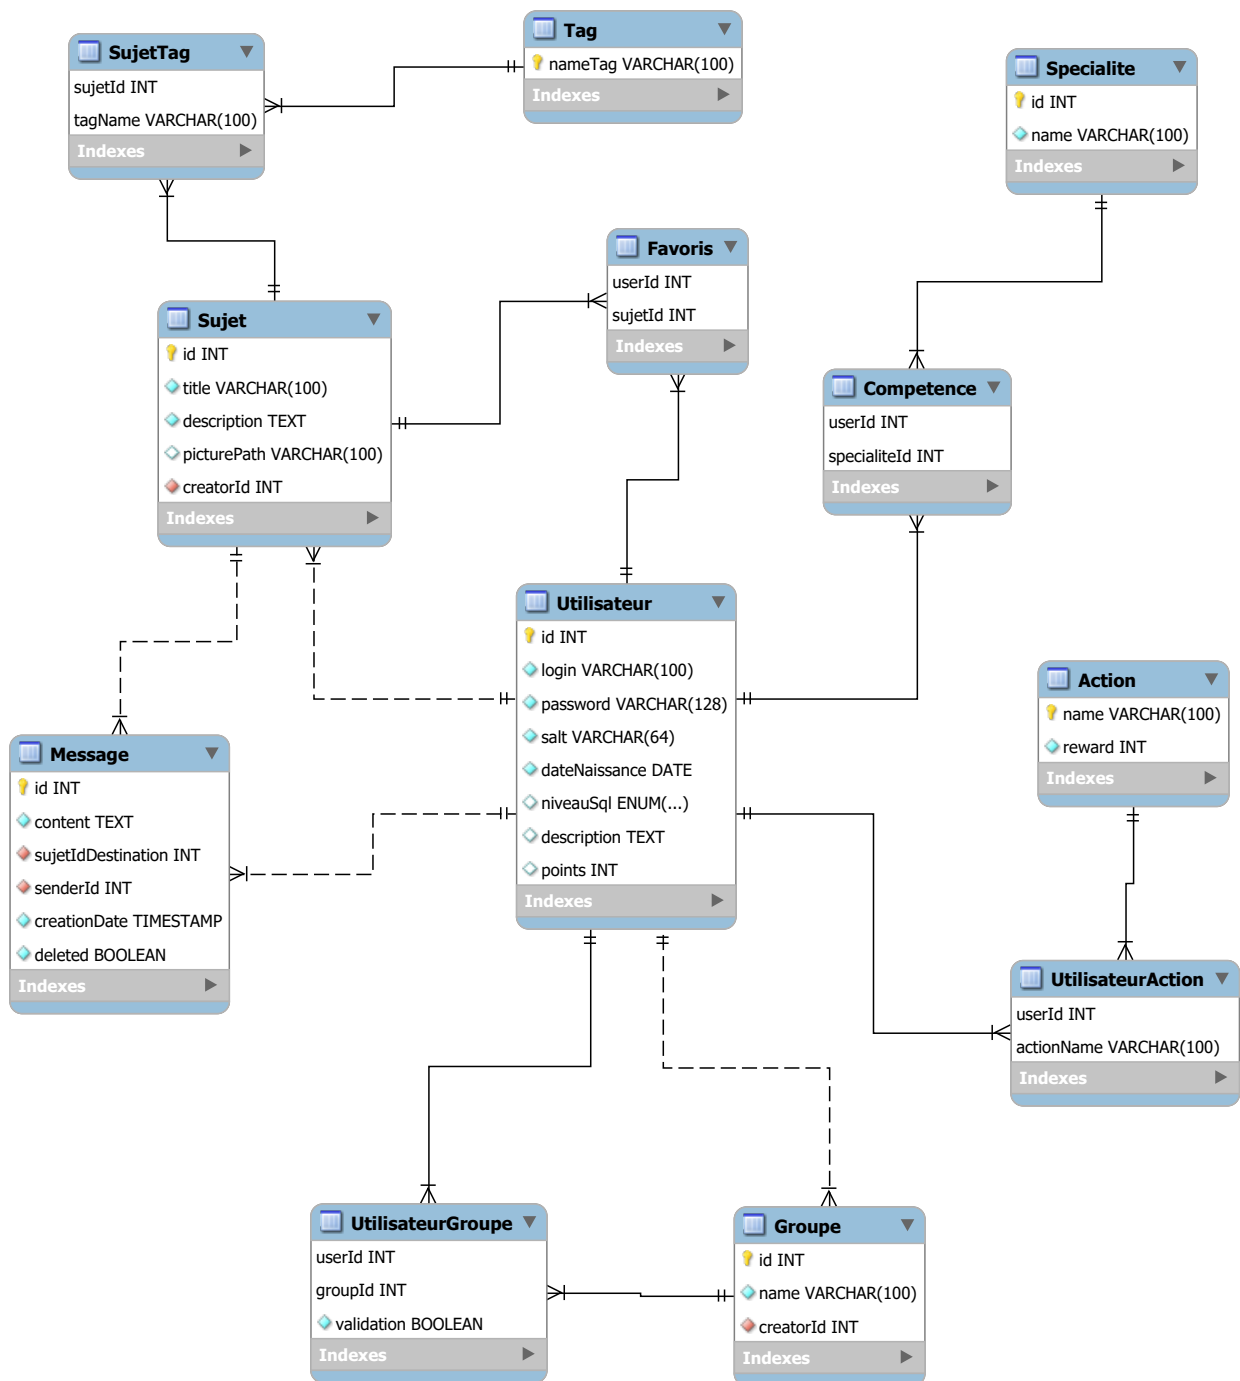 SujetTag
sujetId INT
tagName VARCHAR(100)
Indexes
Tag
nameTag VARCHAR(100)
Indexes
Specialite
id INT
name VARCHAR(100)
Indexes
Favoris
userId INT
sujetId INT
Indexes
Sujet
id INT
title VARCHAR(100)
description TEXT
picturePath VARCHAR(100)
creatorId INT
Indexes
Competence
userId INT
specialiteId INT
Indexes
Utilisateur
id INT
login VARCHAR(100)
password VARCHAR(128)
salt VARCHAR(64)
dateNaissance DATE
niveauSql ENUM(...)
description TEXT
points INT
Indexes
Action
name VARCHAR(100)
reward INT
Indexes
Message
id INT
content TEXT
sujetIdDestination INT
senderId INT
creationDate TIMESTAMP
deleted BOOLEAN
Indexes
UtilisateurAction
userId INT
actionName VARCHAR(100)
Indexes
UtilisateurGroupe
userId INT
groupId INT
validation BOOLEAN
Indexes
Groupe
id INT
name VARCHAR(100)
creatorId INT
Indexes